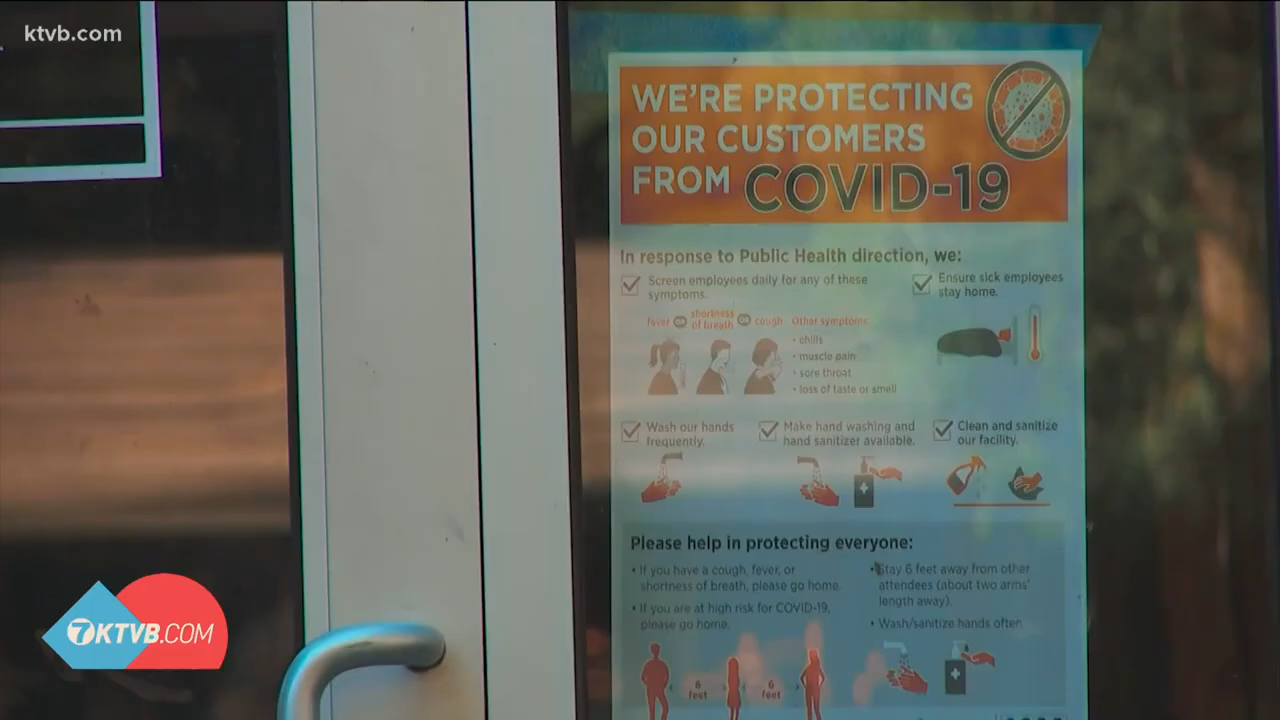 ktvb.com
WE'RE PROTECTING
OUR CUSTOMERS
FROM COVID-19
In response to Public Health direction, we:
Screen employees daily for any of these
symptoms.
fever OR shortness
of breath OR cough
Other symptoms
• chills
• muscle pain
• sore throat
• loss of taste or smell
Ensure sick employees
stay home.
Wash our hands
frequently.
Make hand washing and
hand sanitizer available.
Clean and sanitize
our facility.
Please help in protecting everyone:
• If you have a cough, fever, or
shortness of breath, please go home.
• If you are at high risk for COVID-19,
please go home.
• Stay 6 feet away from other
attendees (about two arms'
length away).
• Wash/sanitize hands often
6
feet
6
feet
7KTVB.COM